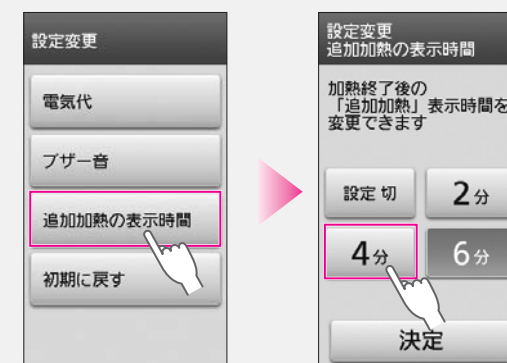 設定変更
電気代
ブザー音
追加加熱の表示時間
初期に戻す
設定変更
追加加熱の表示時間
加熱終了後の
「追加加熱」表示時間を
変更できます
設定 切
2分
4分
6分
決定